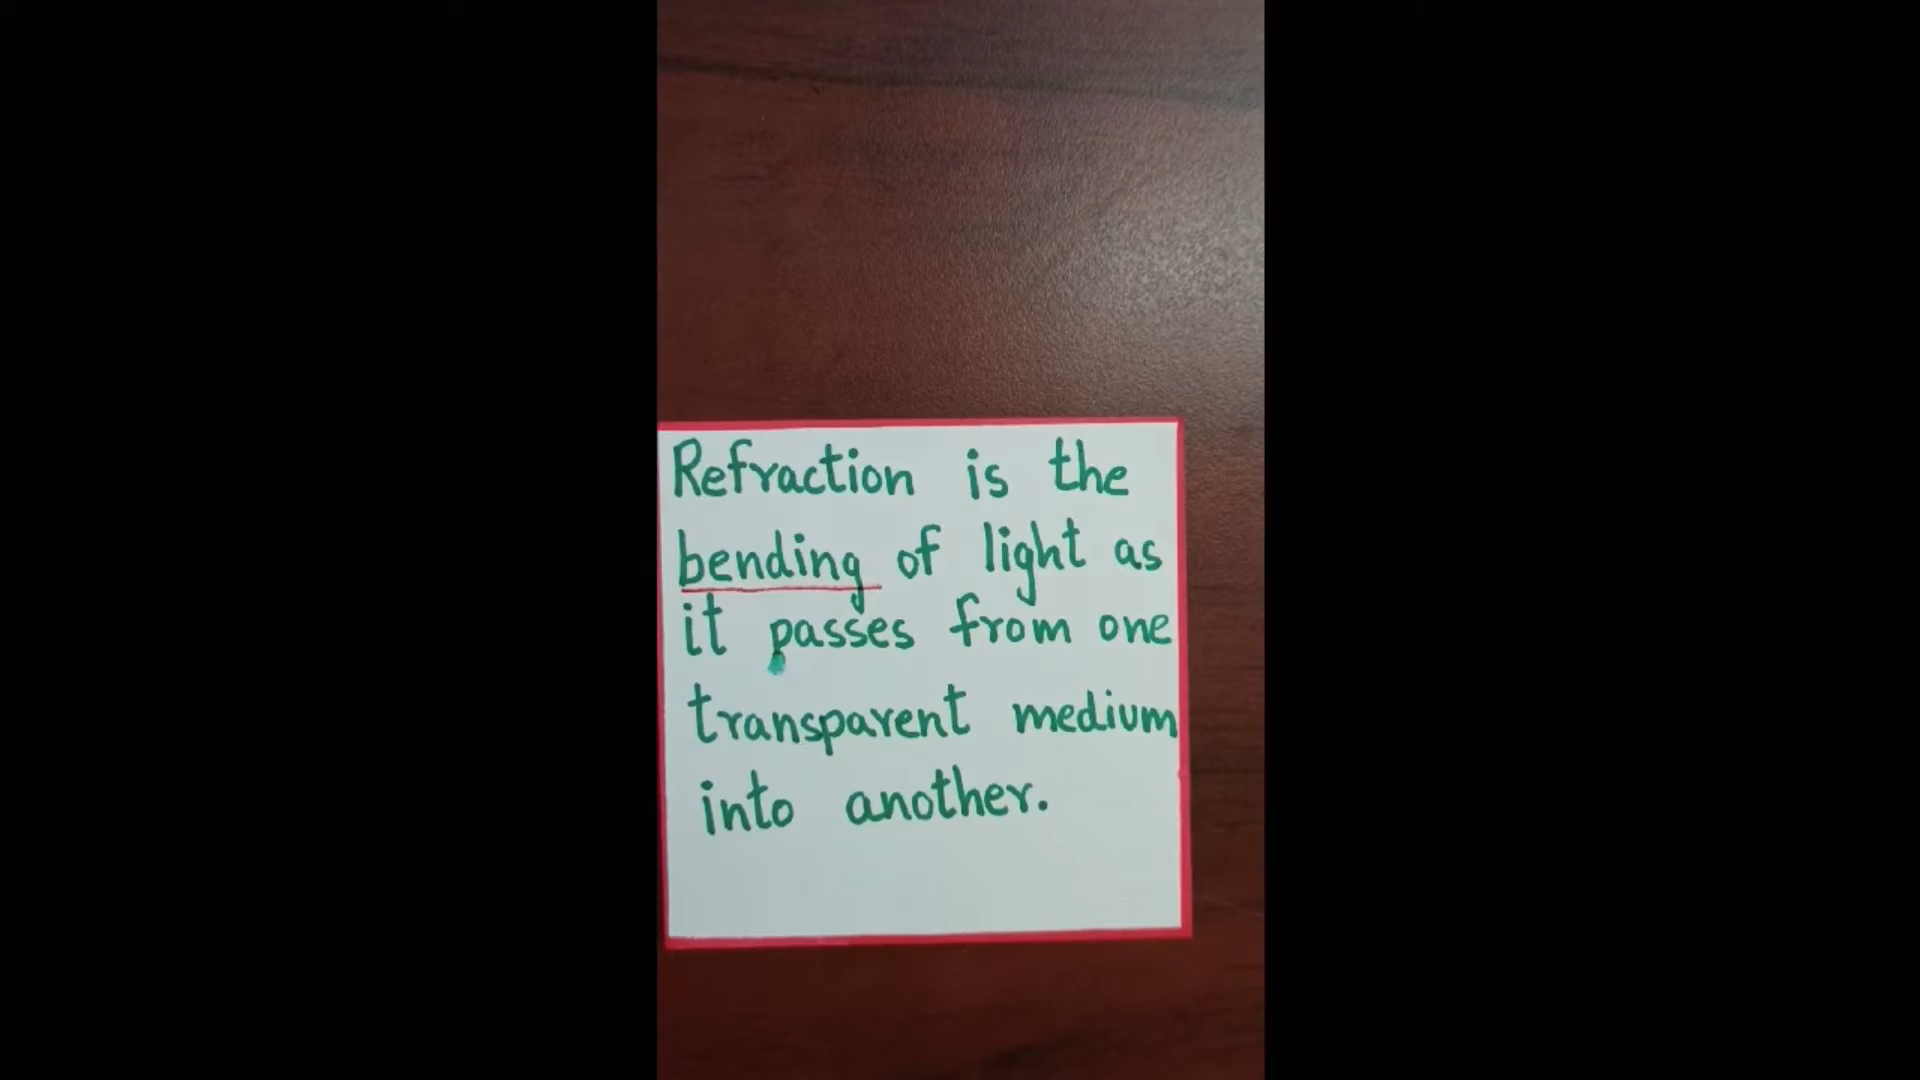 Refraction is the
bending of light as
it passes from one
transparent medium
into another.